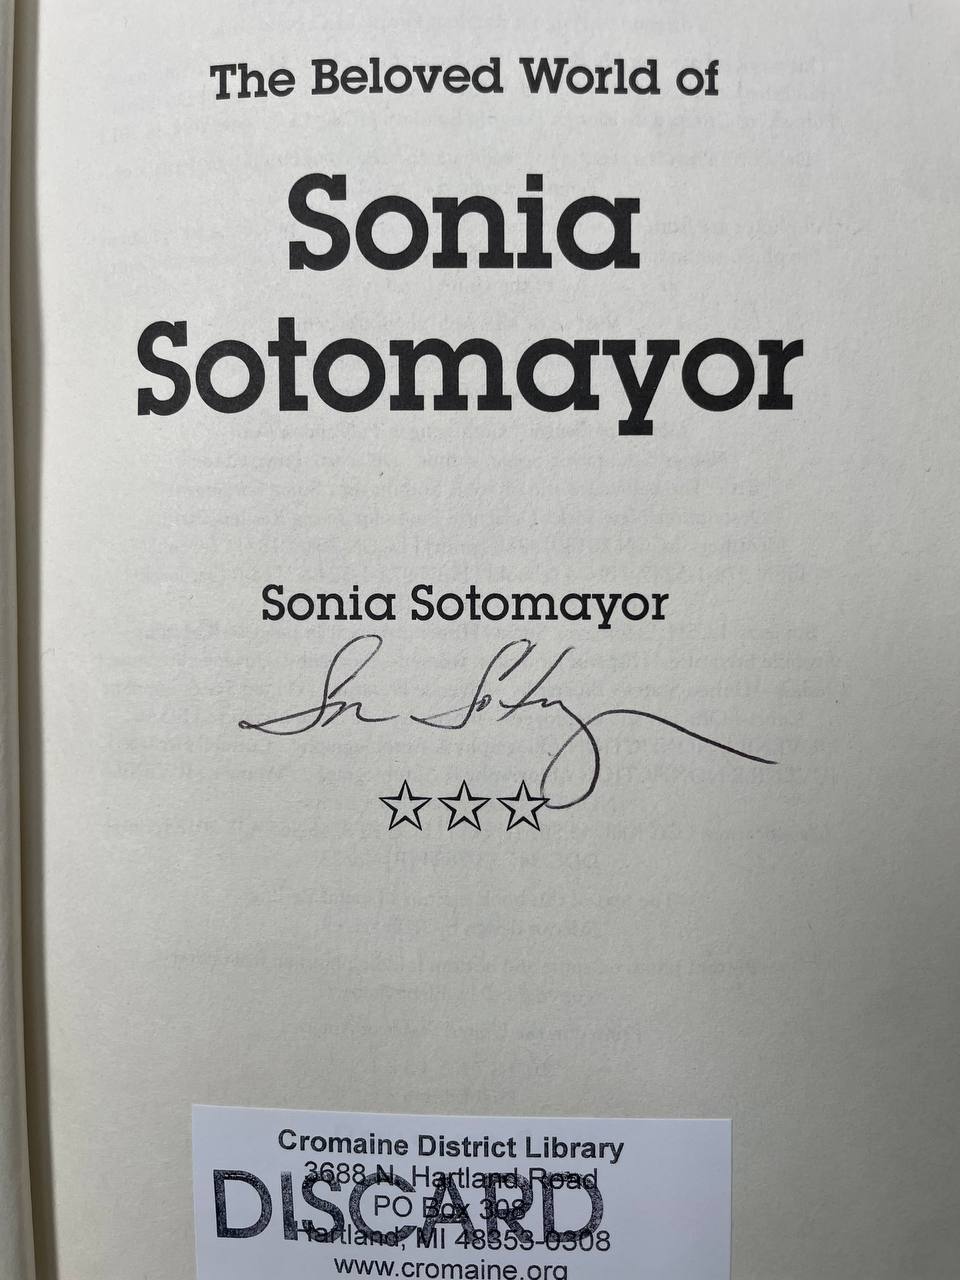 The Beloved World of
Sonia
Sotomayor
Sonia Sotomayor
Cromaine District Library
3688 N. Hartland Road
DISCARD
PO Box 308
Hartland, MI 48353-0308
www.cromaine.org